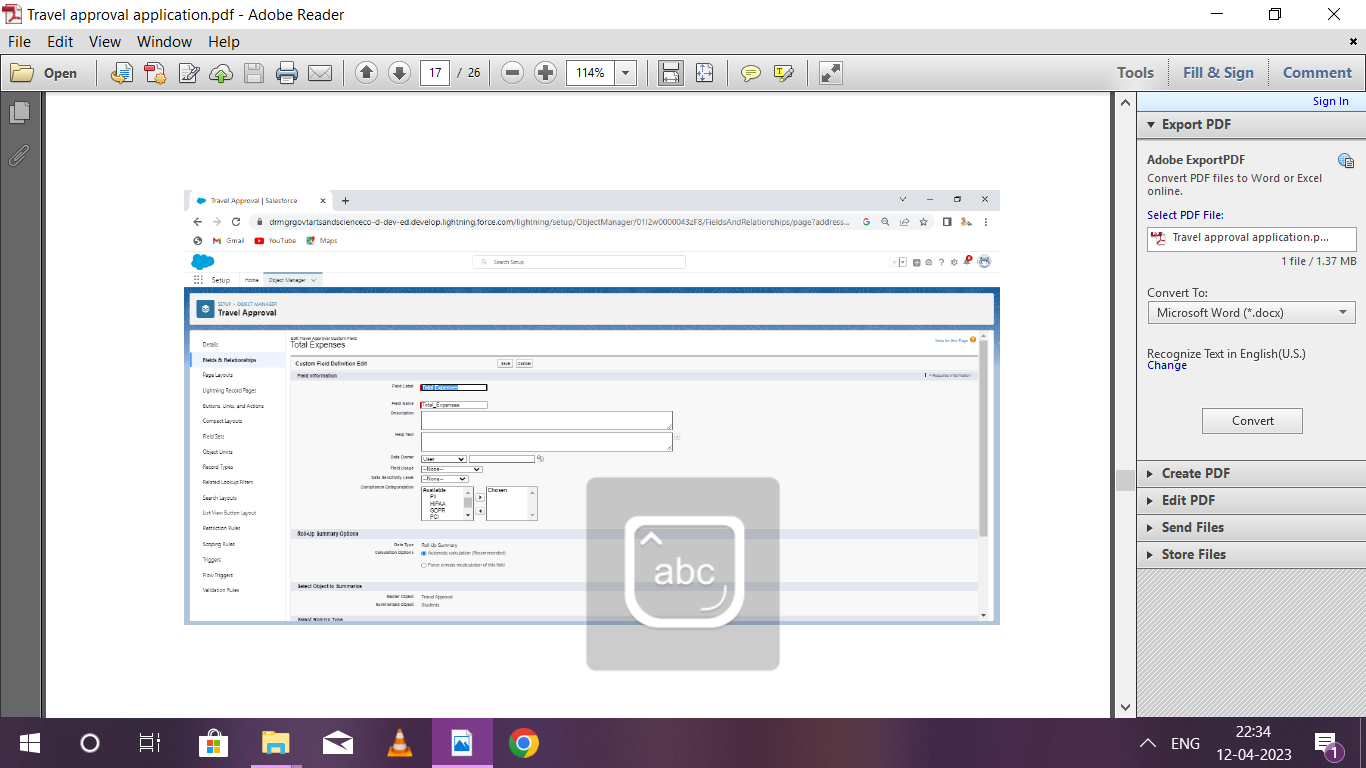 Travel approval application.pdf - Adobe Reader
File Edit View Window Help
Open 17 / 26 114% Tools Fill & Sign Comment
Sign In
Export PDF
Adobe ExportPDF
Convert PDF files to Word or Excel
online.
Select PDF File:
Travel approval application.p...
1 file / 1.37 MB
Convert To:
Microsoft Word (*.docx)
Recognize Text in English(U.S.)
Change
Convert
Create PDF
Edit PDF
Send Files
Store Files
Travel Approval | Salesforce
drmgrgovtartsandscienceco-d-dev-ed.develop.lightning.force.com/lightning/setup/ObjectManager/01I2w0000043zF8/FieldsAndRelationships/page?address...
Gmail YouTube Maps
Search Setup
Setup Home Object Manager
SETUP > OBJECT MANAGER
Travel Approval
Details
Fields & Relationships
Page Layouts
Lightning Record Pages
Buttons, Links, and Actions
Compact Layouts
Field Sets
Object Limits
Record Types
Related Lookup Filters
Search Layouts
List View Button Layout
Restriction Rules
Scoping Rules
Triggers
Flow Triggers
Validation Rules
Edit Travel Approval Custom Field
Total Expenses
Help for this Page
Custom Field Definition Edit Save Cancel
Field Information = Required Information
Field Label Total Expenses
Field Name Total_Expenses
Description
Help Text
Data Owner User
Field Usage --None--
Data Sensitivity Level --None--
Compliance Categorization Available Chosen
PII
HIPAA
GDPR
PCI
Roll-Up Summary Options
Data Type Roll-Up Summary
Calculation Options Automatic calculation (Recommended)
Force a mass recalculation of this field
Select Object to Summarize
Master Object Travel Approval
Summarized Object Students
Select Roll-Up Type
abc
ENG
22:34
12-04-2023
1